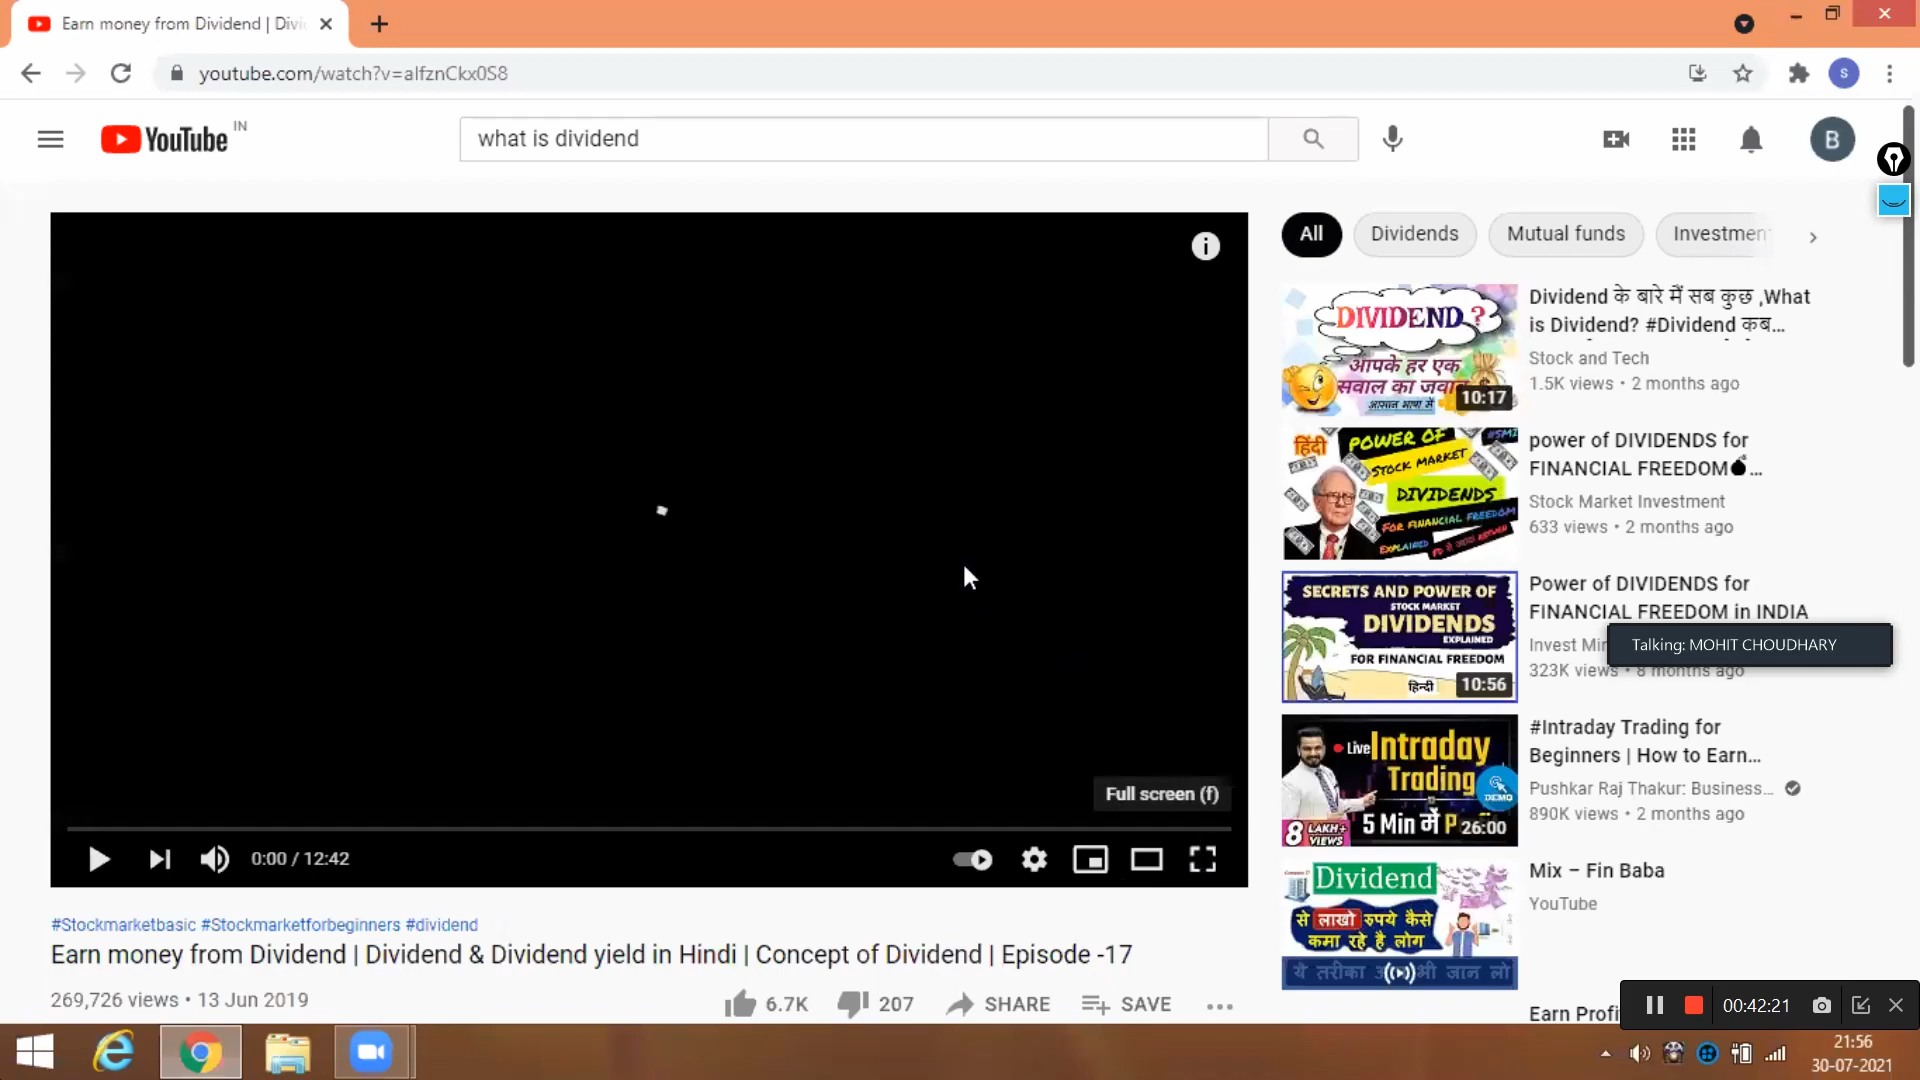 Earn money from Dividend | Divi
youtube.com/watch?v=alfznCkx0S8
S
YouTube IN
what is dividend
B
Full screen (f)
0:00 / 12:42
#Stockmarketbasic #Stockmarketforbeginners #dividend
Earn money from Dividend | Dividend & Dividend yield in Hindi | Concept of Dividend | Episode -17
269,726 views • 13 Jun 2019
6.7K 207 SHARE SAVE
All Dividends Mutual funds Investmen
DIVIDEND ?
आपके हर एक
सवाल का जवाब
आसान भाषा में
10:17
Dividend के बारे मैं सब कुछ ,What
is Dividend? #Dividend कब...
Stock and Tech
1.5K views • 2 months ago
हिंदी
POWER OF
STOCK MARKET
DIVIDENDS
FOR FINANCIAL FREEDOM
EXPLAINED
power of DIVIDENDS for
FINANCIAL FREEDOM💣...
Stock Market Investment
633 views • 2 months ago
SECRETS AND POWER OF
STOCK MARKET
DIVIDENDS
EXPLAINED
FOR FINANCIAL FREEDOM
हिन्दी
10:56
Power of DIVIDENDS for
FINANCIAL FREEDOM in INDIA
Invest Min
323K views • 8 months ago
Talking: MOHIT CHOUDHARY
Live Intraday
Trading
DEMO
5 Min में
8 LAKH+
VIEWS
26:00
#Intraday Trading for
Beginners | How to Earn...
Pushkar Raj Thakur: Business...
890K views • 2 months ago
Dividend
से लाखो रुपये कैसे
कमा रहे है लोग
ये तरीका भी जान लो
Mix – Fin Baba
YouTube
Earn Profi
00:42:21
21:56
30-07-2021